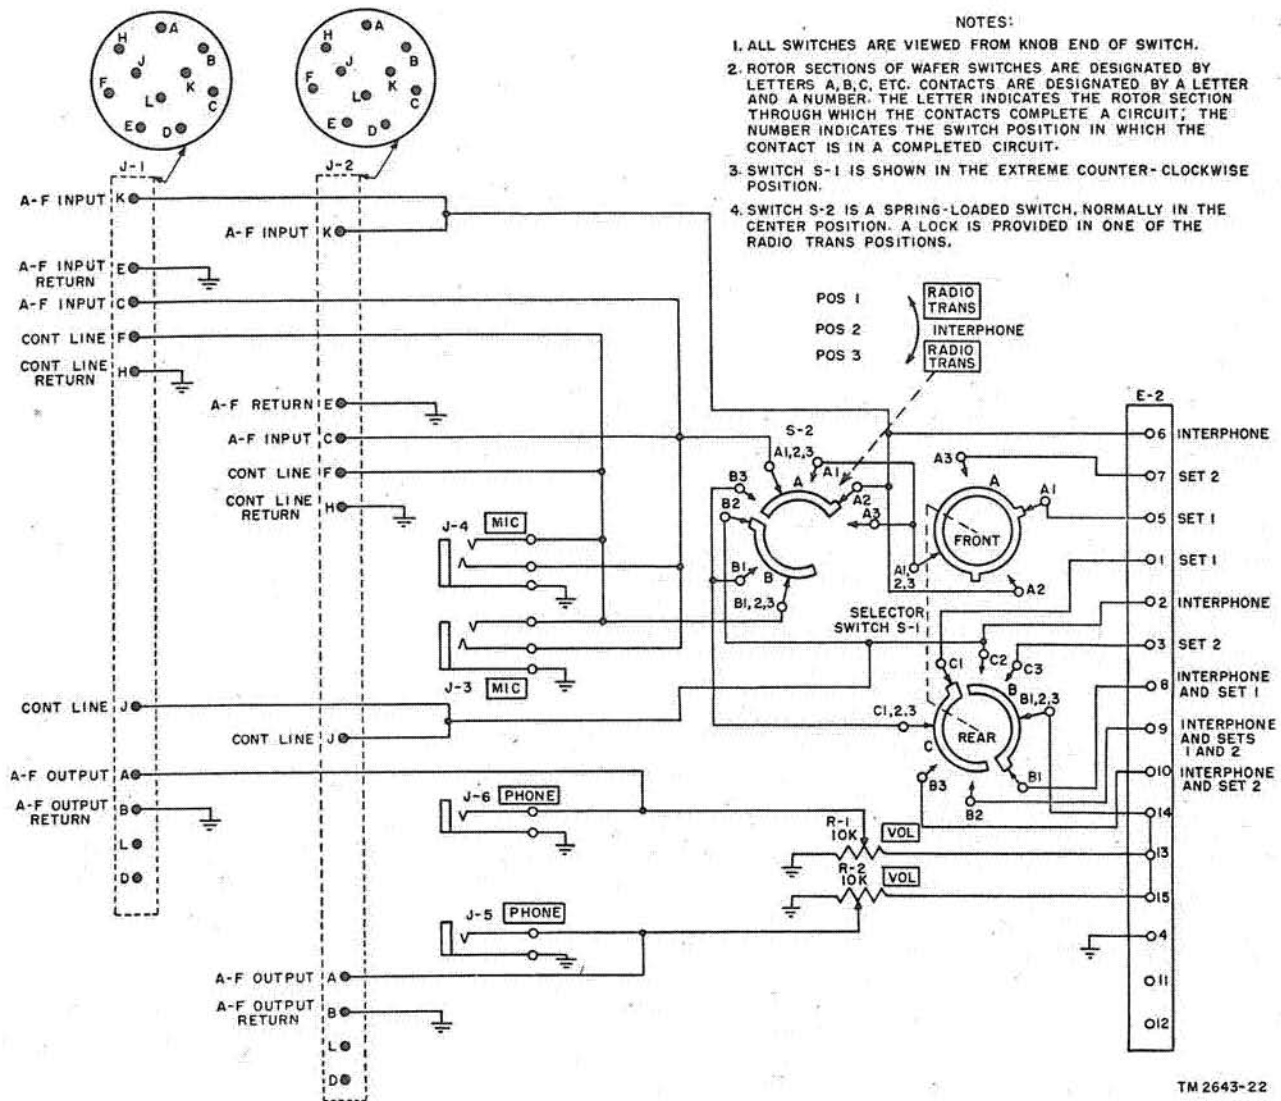 NOTES:
1. ALL SWITCHES ARE VIEWED FROM KNOB END OF SWITCH.
2. ROTOR SECTIONS OF WAFER SWITCHES ARE DESIGNATED BY
LETTERS A, B, C, ETC. CONTACTS ARE DESIGNATED BY A LETTER
AND A NUMBER. THE LETTER INDICATES THE ROTOR SECTION
THROUGH WHICH THE CONTACTS COMPLETE A CIRCUIT; THE
NUMBER INDICATES THE SWITCH POSITION IN WHICH THE
CONTACT IS IN A COMPLETED CIRCUIT.
3. SWITCH S-1 IS SHOWN IN THE EXTREME COUNTER-CLOCKWISE
POSITION.
4. SWITCH S-2 IS A SPRING-LOADED SWITCH, NORMALLY IN THE
CENTER POSITION. A LOCK IS PROVIDED IN ONE OF THE
RADIO TRANS POSITIONS.
A
H
B
J
K
F
L
C
E
D
A
H
B
J
K
F
L
C
E
D
J-1
J-2
A-F INPUT K
A-F INPUT K
A-F INPUT
RETURN E
A-F INPUT C
CONT LINE F
CONT LINE
RETURN H
A-F RETURN E
A-F INPUT C
CONT LINE F
CONT LINE
RETURN H
J-4 MIC
J-3 MIC
CONT LINE J
CONT LINE J
A-F OUTPUT A
A-F OUTPUT
RETURN B
L
D
J-6 PHONE
J-5 PHONE
A-F OUTPUT A
A-F OUTPUT
RETURN B
L
D
POS 1
RADIO
TRANS
POS 2
INTERPHONE
POS 3
RADIO
TRANS
S-2
A1,2,3
A1
A
A2
A3
B3
B2
B1
B
B1,2,3
A3
A
A1
FRONT
A1,
2,3
A2
SELECTOR
SWITCH S-1
C1
C2
C3
B
B1,2,3
C1,2,3
REAR
C
B3
B2
B1
R-1
10K
VOL
R-2
10K
VOL
E-2
6 INTERPHONE
7 SET 2
5 SET 1
1 SET 1
2 INTERPHONE
3 SET 2
8 INTERPHONE
AND SET 1
9 INTERPHONE
AND SETS
1 AND 2
10 INTERPHONE
AND SET 2
14
13
15
4
11
12
TM 2643-22